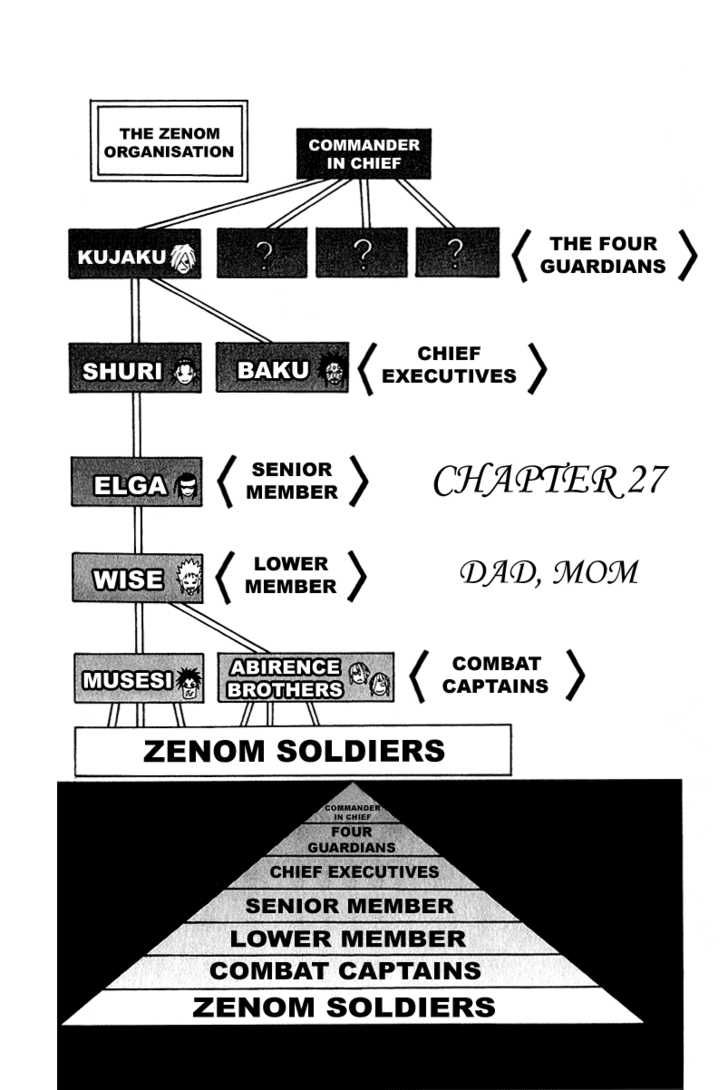 THE ZENOM
ORGANISATION
COMMANDER
IN CHIEF
KUJAKU
?
?
?
THE FOUR
GUARDIANS
SHURI
BAKU
CHIEF
EXECUTIVES
ELGA
SENIOR
MEMBER
CHAPTER 27
WISE
LOWER
MEMBER
DAD, MOM
MUSESI
ABIRENCE
BROTHERS
COMBAT
CAPTAINS
ZENOM SOLDIERS
COMMANDER
IN CHIEF
FOUR
GUARDIANS
CHIEF EXECUTIVES
SENIOR MEMBER
LOWER MEMBER
COMBAT CAPTAINS
ZENOM SOLDIERS